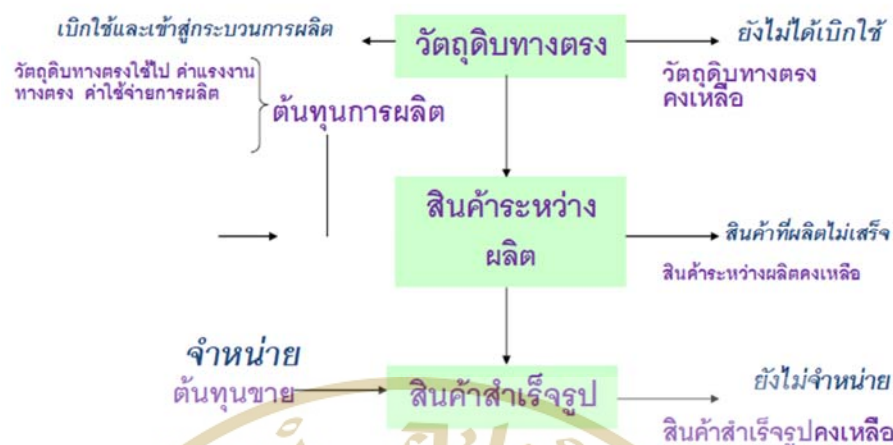 เบิกใช้และเข้าสู่กระบวนการผลิต
วัตถุดิบทางตรง
ยังไม่ได้เบิกใช้
วัตถุดิบทางตรงใช้ไป ค่าแรงงาน
ทางตรง ค่าใช้จ่ายการผลิต
ต้นทุนการผลิต
วัตถุดิบทางตรง
คงเหลือ
สินค้าระหว่าง
ผลิต
สินค้าที่ผลิตไม่เสร็จ
สินค้าระหว่างผลิตคงเหลือ
จำหน่าย
ต้นทุนขาย
สินค้าสำเร็จรูป
ยังไม่จำหน่าย
สินค้าสำเร็จรูปคงเหลือ